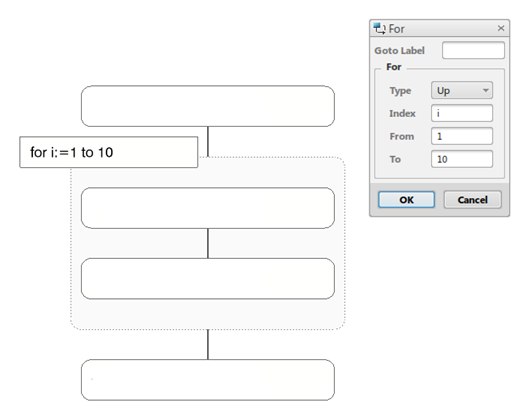 For
Goto Label
For
Type Up
Index i
From 1
To 10
OK Cancel
for i:=1 to 10